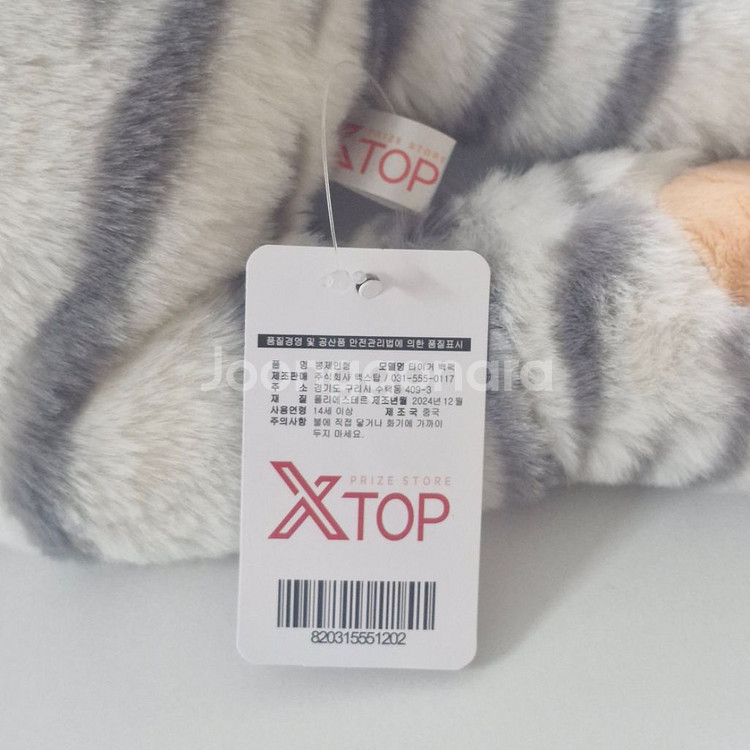 PRIZE STORE
XTOP
품질경영 및 공산품 안전관리법에 의한 품질표시
품 명 봉제인형 모델명 타이거 백팩
제조판매 주식회사 엑스탑 / 031-555-0117
주 소 경기도 구리시 수택동 409-3
재 질 폴리에스테르 제조년월 2024년 12월
사용연령 14세 이상 제 조 국 중국
주의사항 불에 직접 닿거나 화기에 가까이
두지 마세요.
PRIZE STORE
XTOP
820315551202